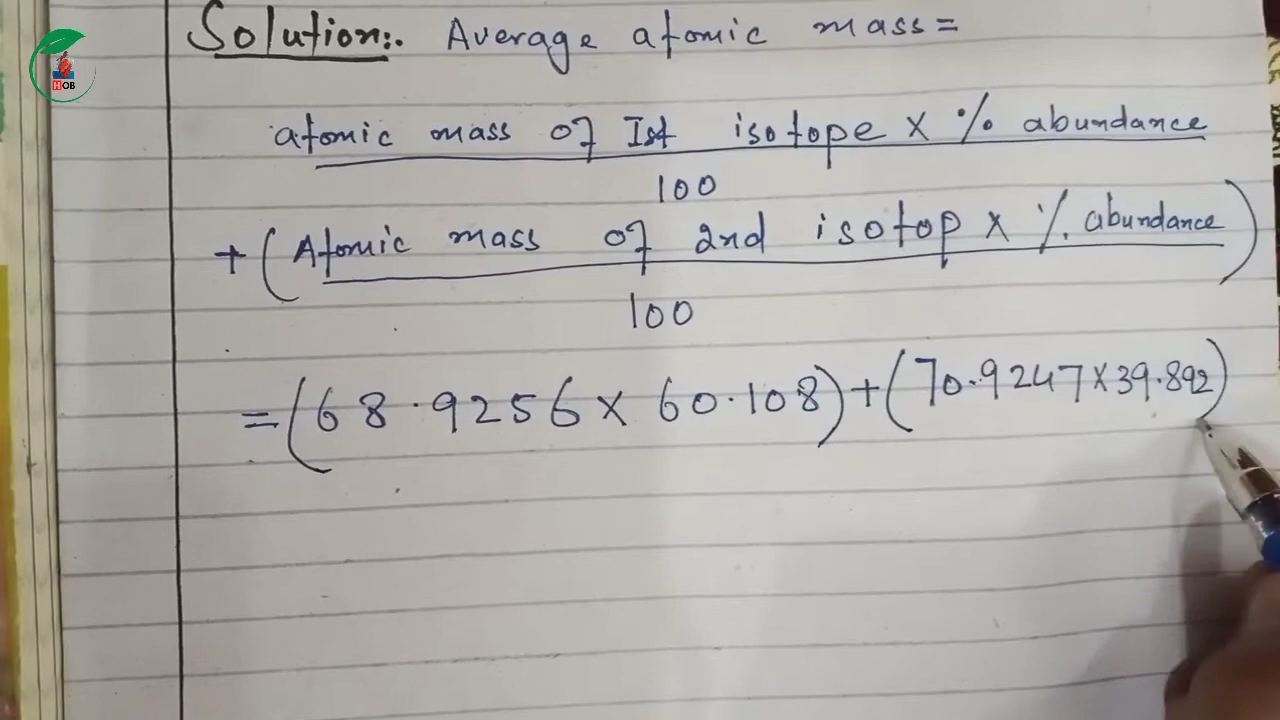 HOB
Solution:. Average atomic mass=
atomic mass of Ist isotope x % abundance
100
+ (Atomic mass of 2nd isotop x % abundance)
100
= (68.9256 x 60.108) + (70.9247 x 39.892)